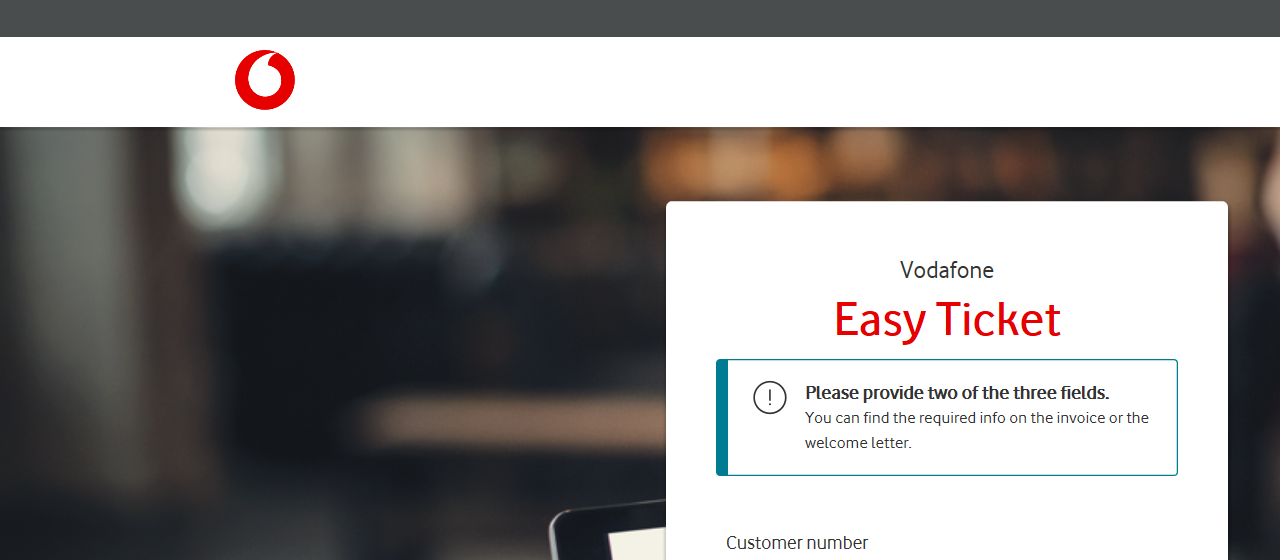 Vodafone
Easy Ticket
Please provide two of the three fields.
You can find the required info on the invoice or the
welcome letter.
Customer number